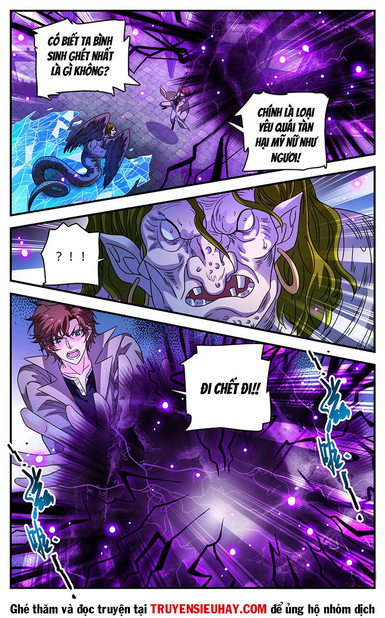 CÓ BIẾT TA BÌNH
SINH GHÉT NHẤT
LÀ GÌ KHÔNG?
CHÍNH LÀ LOẠI
YÊU QUÁI TÀN
HẠI MỸ NỮ NHƯ
NGƯƠI!
?!!
ĐI CHẾT ĐI!!
Ghé thăm và đọc truyện tại TRUYENSIEUHAY.COM để ủng hộ nhóm dịch